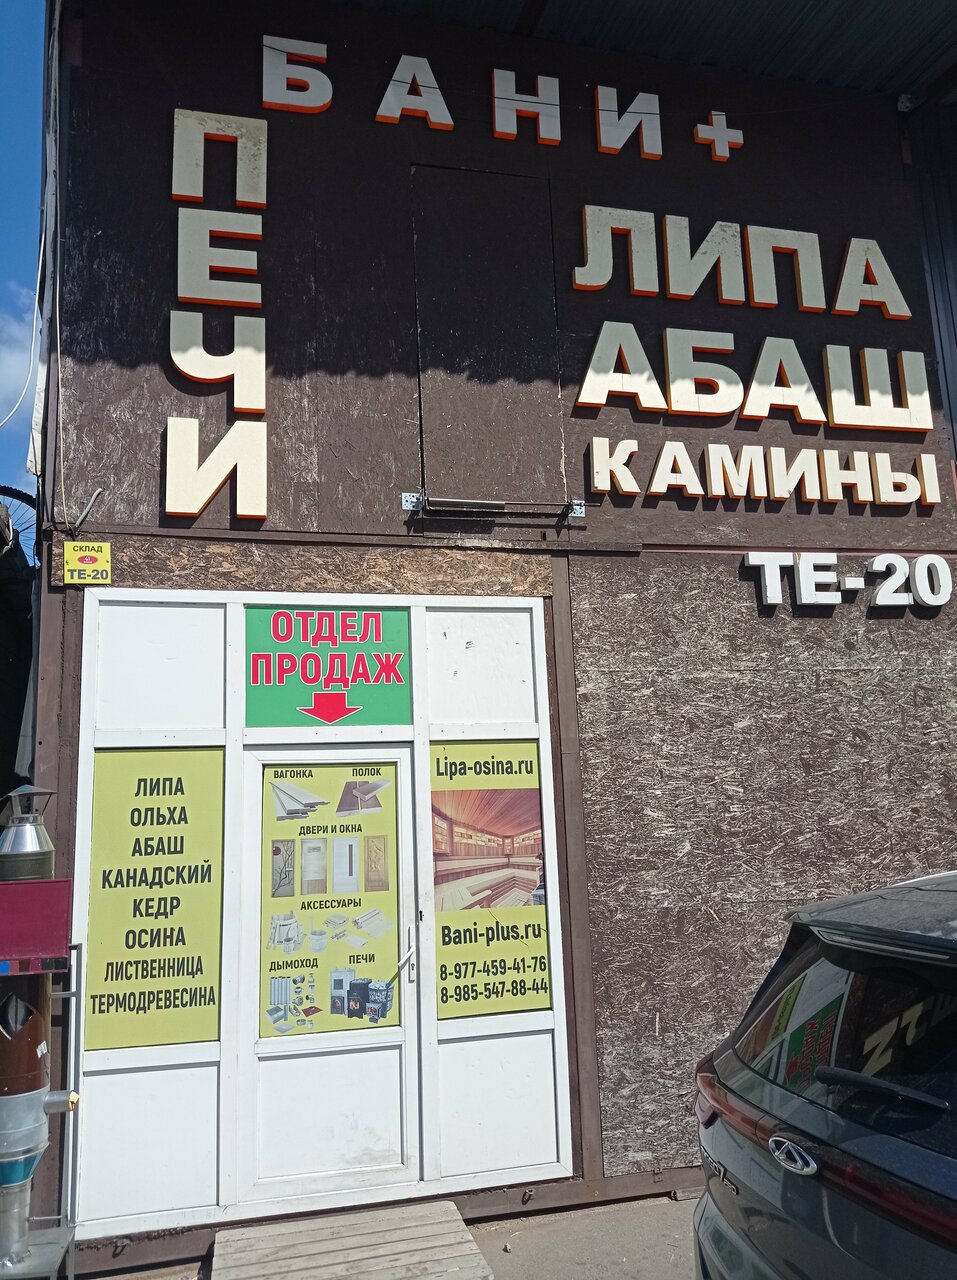 БАНИ+
ПЕЧИ
ЛИПА
АБАШ
КАМИНЫ
ТЕ-20
СКЛАД
ТЕ-20
ОТДЕЛ
ПРОДАЖ
ЛИПА
ОЛЬХА
АБАШ
КАНАДСКИЙ
КЕДР
ОСИНА
ЛИСТВЕННИЦА
ТЕРМОДРЕВЕСИНА
ВАГОНКА
ПОЛОК
ДВЕРИ И ОКНА
АКСЕССУАРЫ
ДЫМОХОД
ПЕЧИ
Lipa-osina.ru
Bani-plus.ru
8-977-459-41-76
8-985-547-88-44